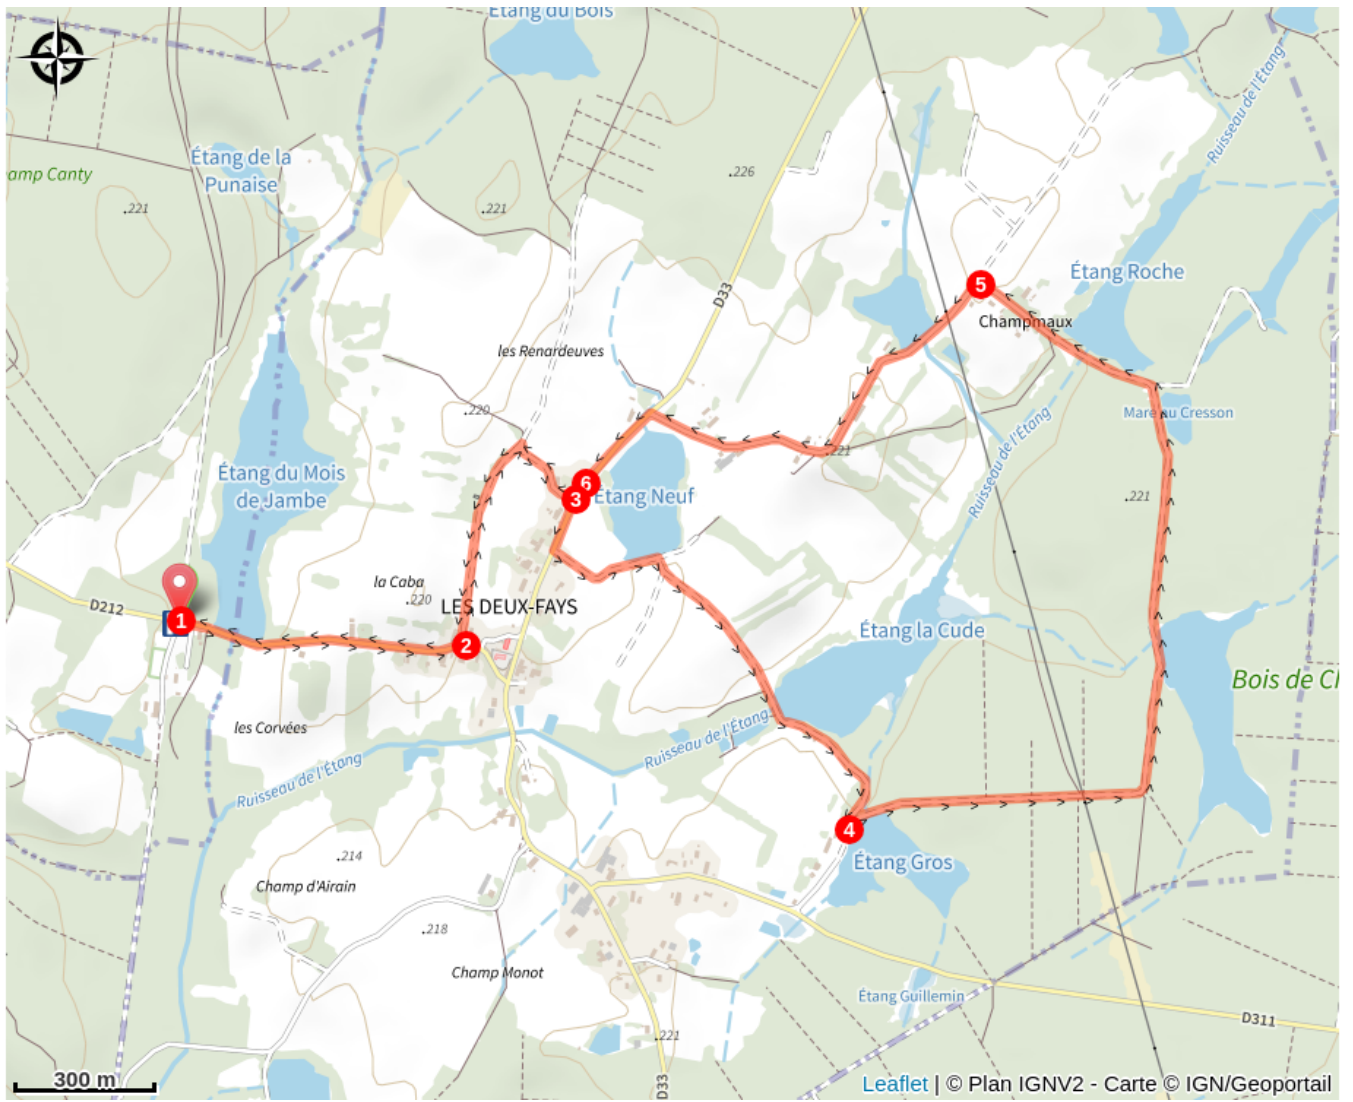 Étang du Bois
Ruisseau de l'Étang
Étang de la
Punaise
amp Canty
.226
.221
.221
Étang Roche
5
D33
Champmaux
les Renardeuves
.220
Mare au Cresson
.221
Étang du Mois
de Jambe
6
3
Étang Neuf
.221
Ruisseau de l'Étang
la Caba
.220
D212
LES DEUX-FAYS
1
2
Étang la Cude
Bois de Ch
les Corvées
Ruisseau de l'Étang
Ruisseau de l'Étang
4
.214
Étang Gros
Champ d'Airain
.218
Champ Monot
Étang Guillemin
D311
.221
D33
300 m
Leaflet | © Plan IGNV2 - Carte © IGN/Geoportail